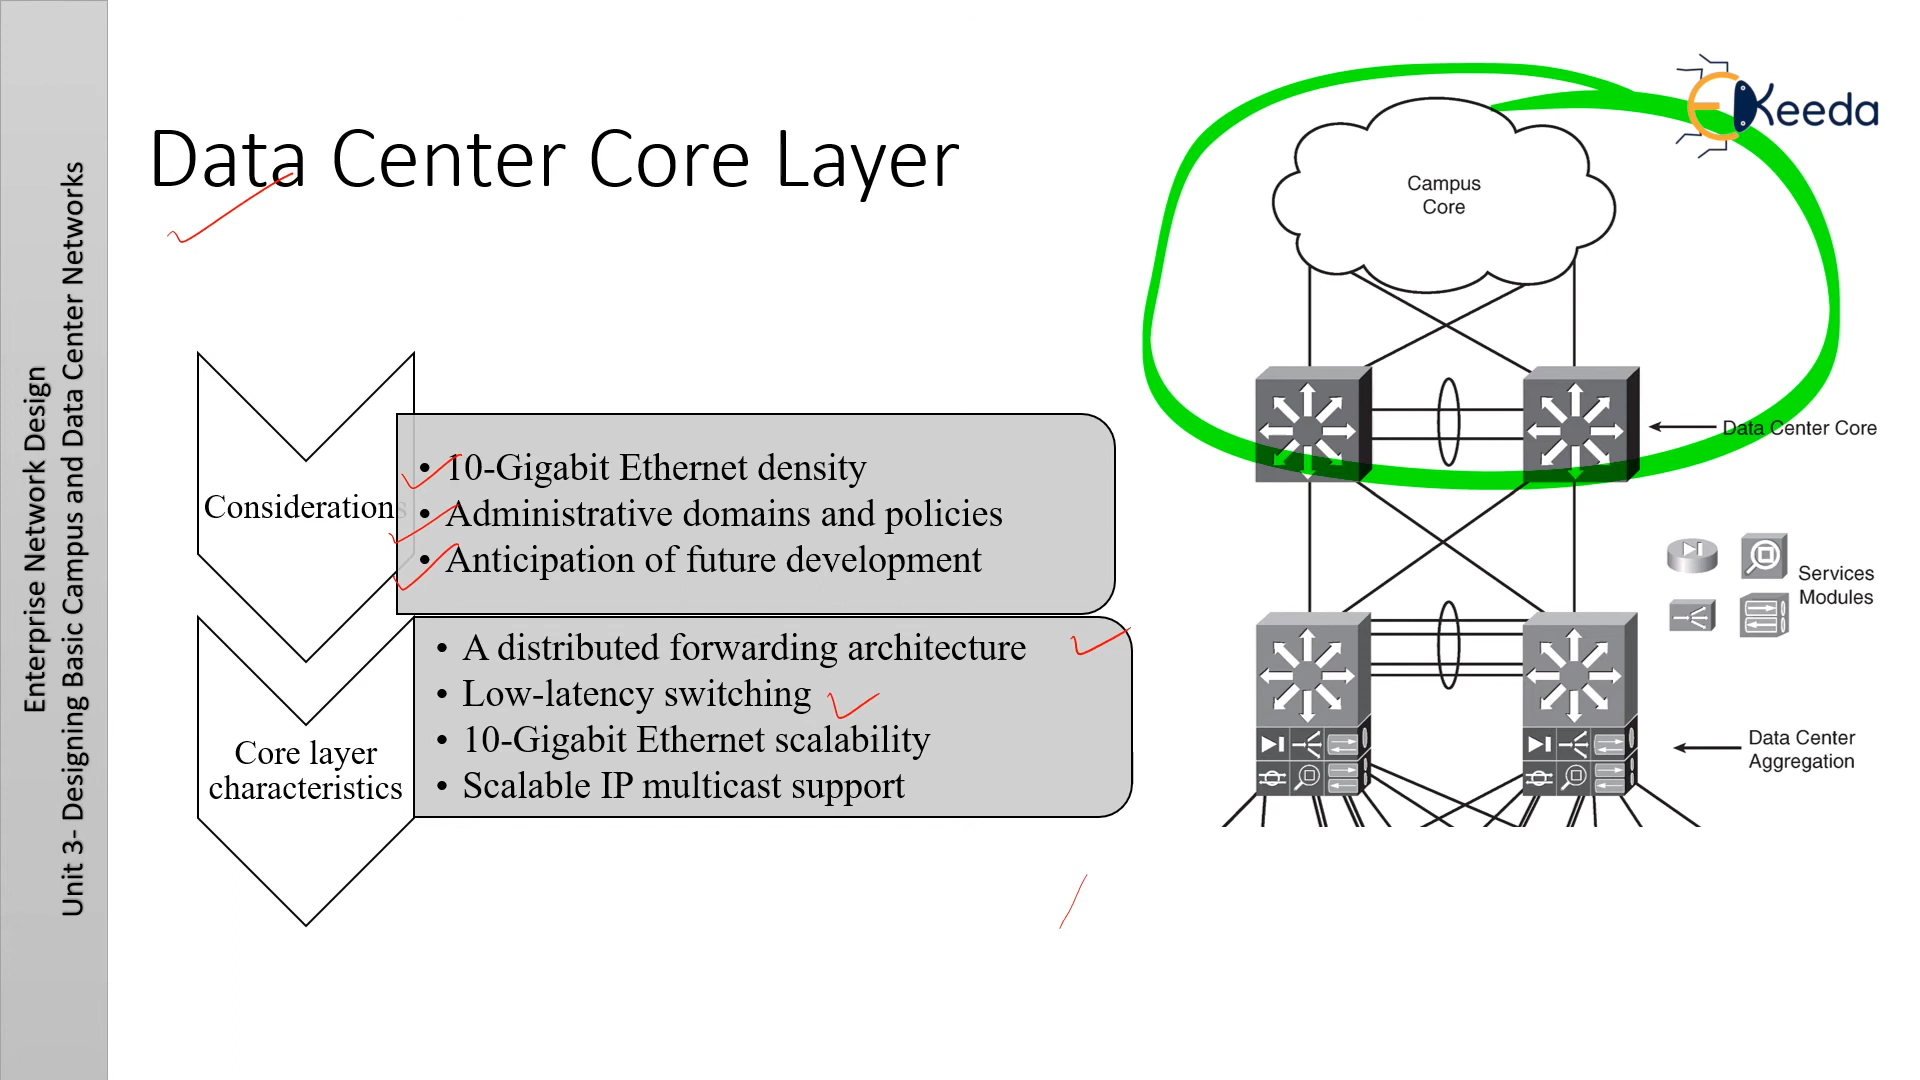 Enterprise Network Design
Unit 3- Designing Basic Campus and Data Center Networks
Data Center Core Layer
Considerations
• 10-Gigabit Ethernet density
• Administrative domains and policies
• Anticipation of future development
Core layer
characteristics
• A distributed forwarding architecture
• Low-latency switching
• 10-Gigabit Ethernet scalability
• Scalable IP multicast support
EKeeda
Campus
Core
Data Center Core
Services
Modules
Data Center
Aggregation